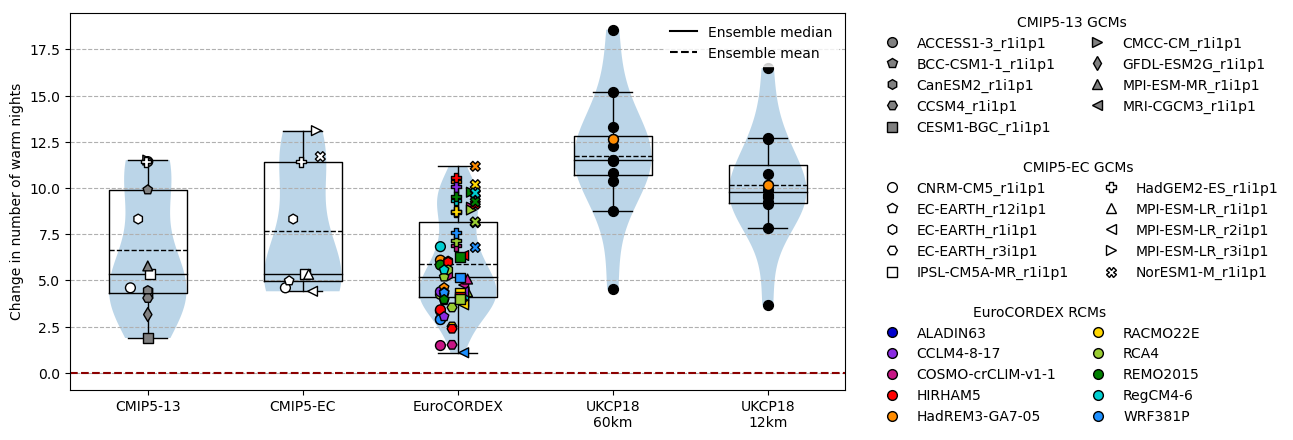 Change in number of warm nights
17.5
15.0
12.5
10.0
7.5
5.0
2.5
0.0
CMIP5-13
CMIP5-EC
EuroCORDEX
UKCP18
60km
UKCP18
12km
Ensemble median
Ensemble mean
CMIP5-13 GCMs
ACCESS1-3_r1i1p1
BCC-CSM1-1_r1i1p1
CanESM2_r1i1p1
CCSM4_r1i1p1
CESM1-BGC_r1i1p1
CMCC-CM_r1i1p1
GFDL-ESM2G_r1i1p1
MPI-ESM-MR_r1i1p1
MRI-CGCM3_r1i1p1
CMIP5-EC GCMs
CNRM-CM5_r1i1p1
EC-EARTH_r12i1p1
EC-EARTH_r1i1p1
EC-EARTH_r3i1p1
IPSL-CM5A-MR_r1i1p1
HadGEM2-ES_r1i1p1
MPI-ESM-LR_r1i1p1
MPI-ESM-LR_r2i1p1
MPI-ESM-LR_r3i1p1
NorESM1-M_r1i1p1
EuroCORDEX RCMs
ALADIN63
CCLM4-8-17
COSMO-crCLIM-v1-1
HIRHAM5
HadREM3-GA7-05
RACMO22E
RCA4
REMO2015
RegCM4-6
WRF381P